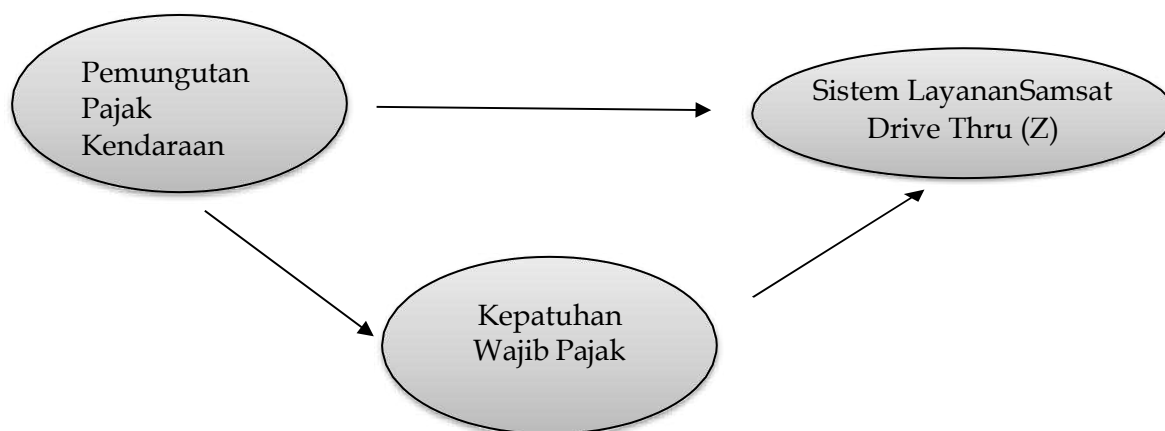 Pemungutan
Pajak
Kendaraan
Sistem LayananSamsat
Drive Thru (Z)
Kepatuhan
Wajib Pajak